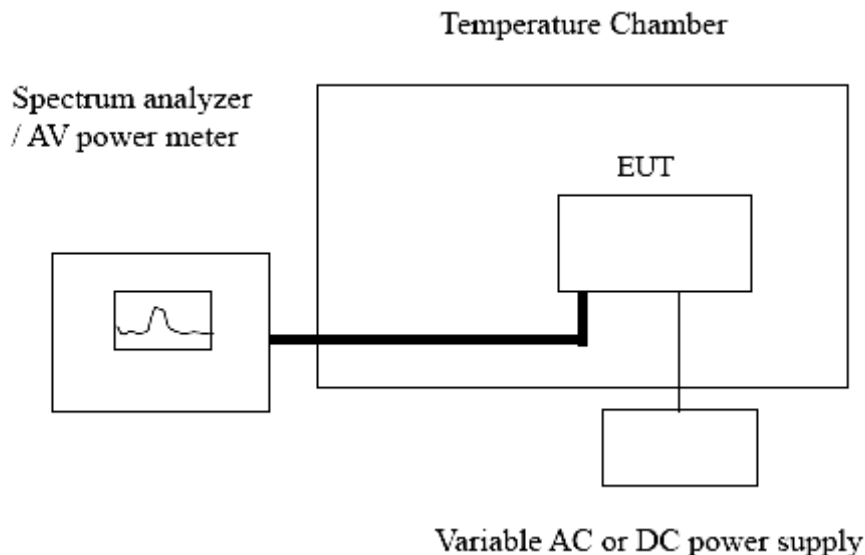 Temperature Chamber
Spectrum analyzer
/ AV power meter
EUT
Variable AC or DC power supply